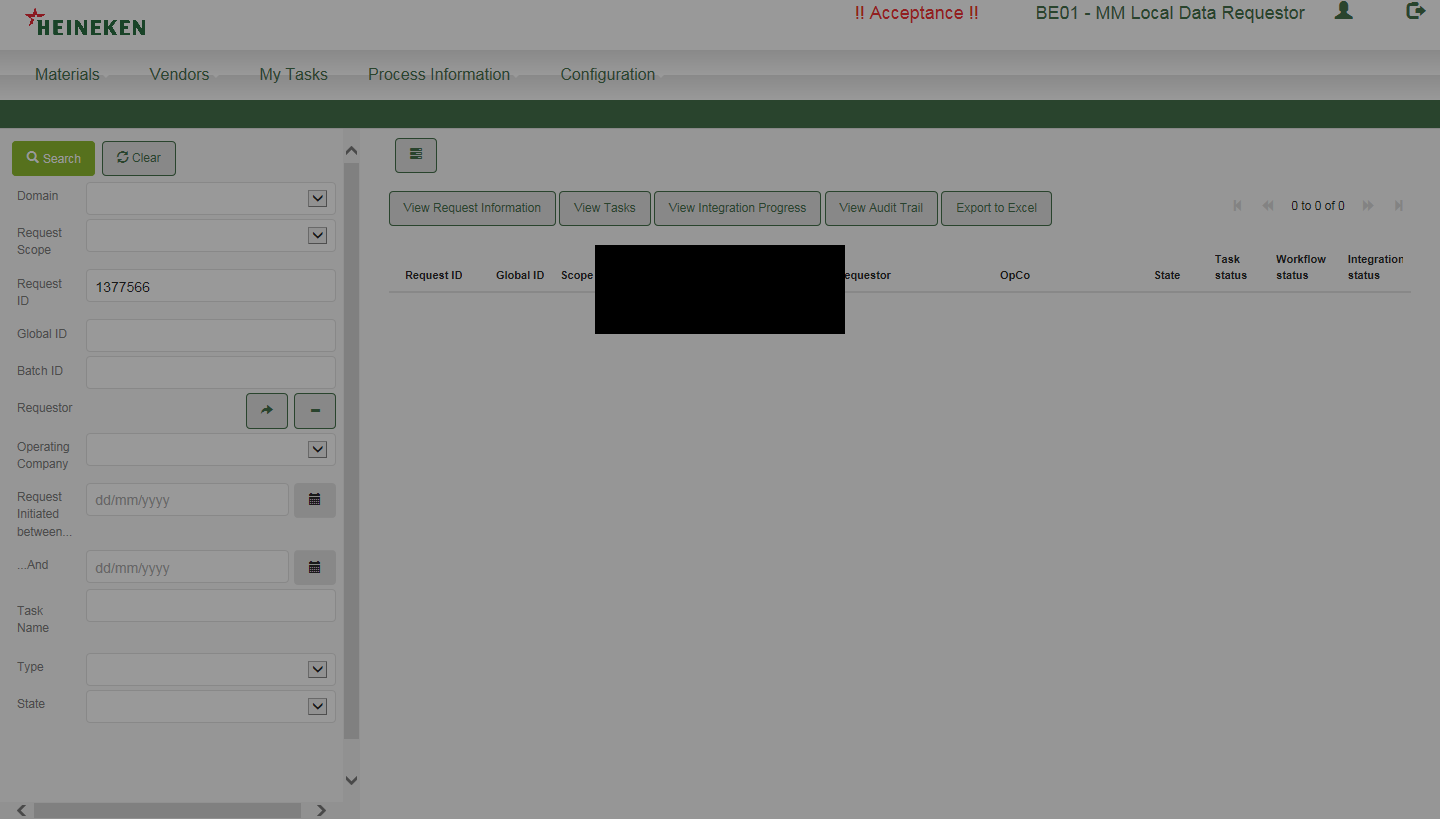 HEINEKEN
!! Acceptance !!
BE01 - MM Local Data Requestor
Materials
Vendors
My Tasks
Process Information
Configuration
Search
Clear
Domain
Request
Scope
Request
ID
1377566
Global ID
Batch ID
Requestor
Operating
Company
Request
Initiated
between...
dd/mm/yyyy
...And
dd/mm/yyyy
Task
Name
Type
State
View Request Information
View Tasks
View Integration Progress
View Audit Trail
Export to Excel
0 to 0 of 0
Request ID
Global ID
Scope
equestor
OpCo
State
Task
status
Workflow
status
Integration
status